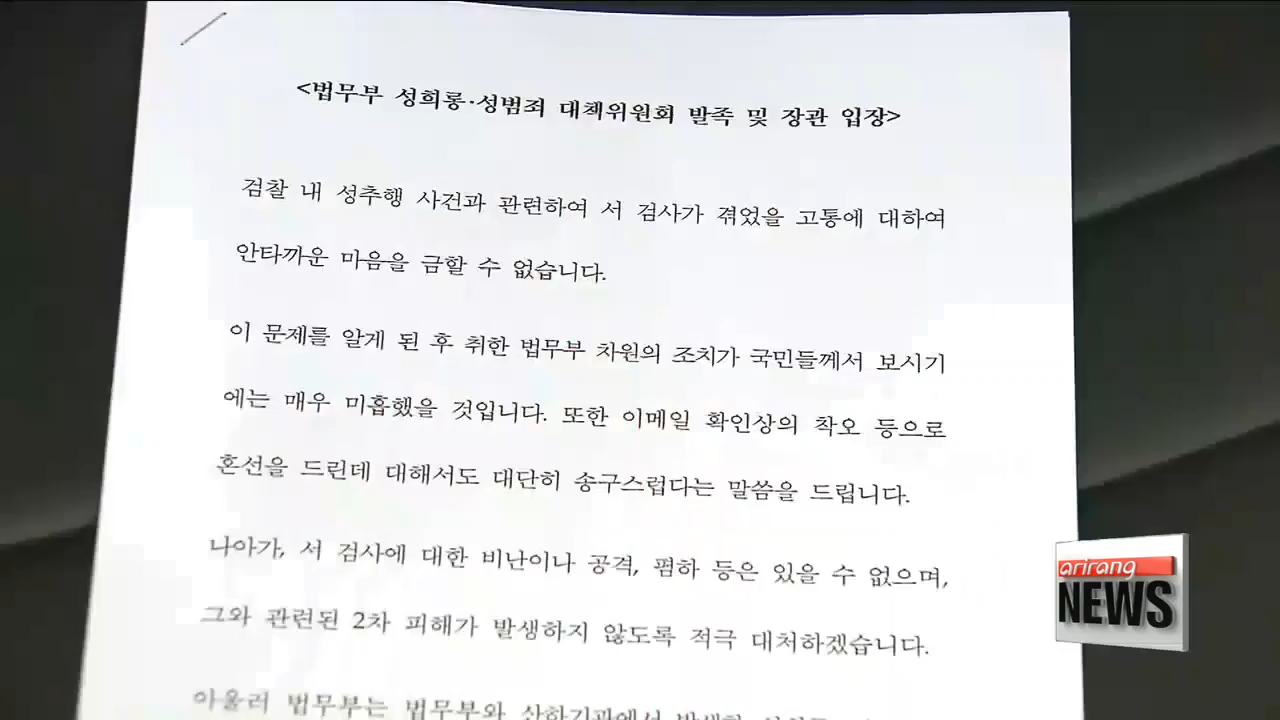 <법무부 성희롱·성범죄 대책위원회 발족 및 장관 입장>
검찰 내 성추행 사건과 관련하여 서 검사가 겪었을 고통에 대하여
안타까운 마음을 금할 수 없습니다.
이 문제를 알게 된 후 취한 법무부 차원의 조치가 국민들께서 보시기
에는 매우 미흡했을 것입니다. 또한 이메일 확인상의 착오 등으로
혼선을 드린데 대해서도 대단히 송구스럽다는 말씀을 드립니다.
나아가, 서 검사에 대한 비난이나 공격, 폄하 등은 있을 수 없으며,
그와 관련된 2차 피해가 발생하지 않도록 적극 대처하겠습니다.
아울러 법무부는 법무부와 산하기관에서
arirang
NEWS